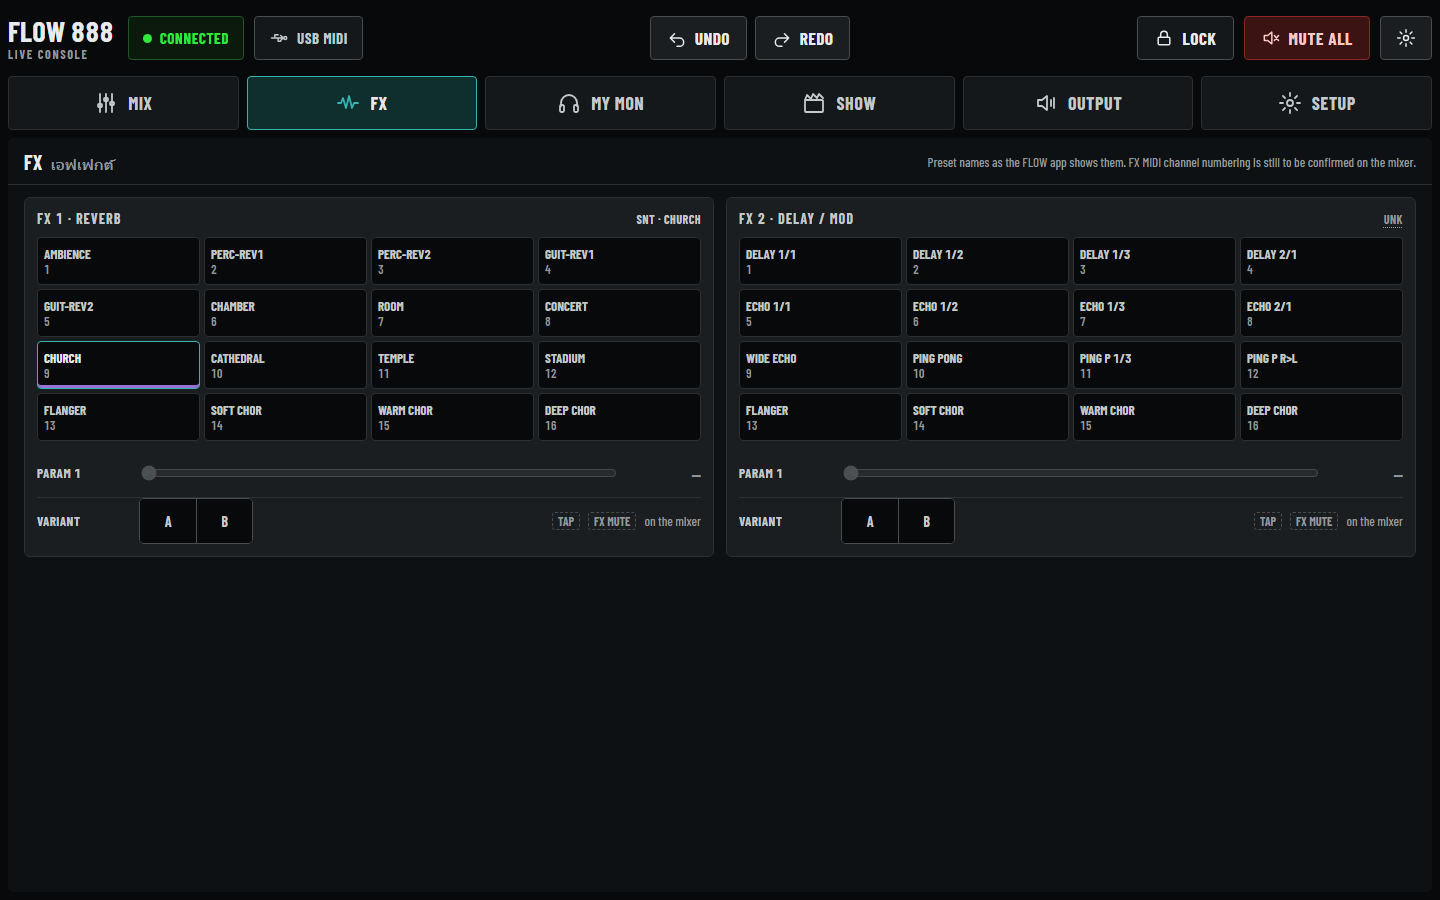 FLOW 888
LIVE CONSOLE
CONNECTED
USB MIDI
UNDO
REDO
LOCK
MUTE ALL
MIX
FX
MY MON
SHOW
OUTPUT
SETUP
FX เอฟเฟกต์
Preset names as the FLOW app shows them. FX MIDI channel numbering is still to be confirmed on the mixer.
FX 1 · REVERB
SNT · CHURCH
AMBIENCE
1
PERC-REV1
2
PERC-REV2
3
GUIT-REV1
4
GUIT-REV2
5
CHAMBER
6
ROOM
7
CONCERT
8
CHURCH
9
CATHEDRAL
10
TEMPLE
11
STADIUM
12
FLANGER
13
SOFT CHOR
14
WARM CHOR
15
DEEP CHOR
16
PARAM 1
—
VARIANT
A
B
TAP
FX MUTE
on the mixer
FX 2 · DELAY / MOD
UNK
DELAY 1/1
1
DELAY 1/2
2
DELAY 1/3
3
DELAY 2/1
4
ECHO 1/1
5
ECHO 1/2
6
ECHO 1/3
7
ECHO 2/1
8
WIDE ECHO
9
PING PONG
10
PING P 1/3
11
PING P R>L
12
FLANGER
13
SOFT CHOR
14
WARM CHOR
15
DEEP CHOR
16
PARAM 1
—
VARIANT
A
B
TAP
FX MUTE
on the mixer